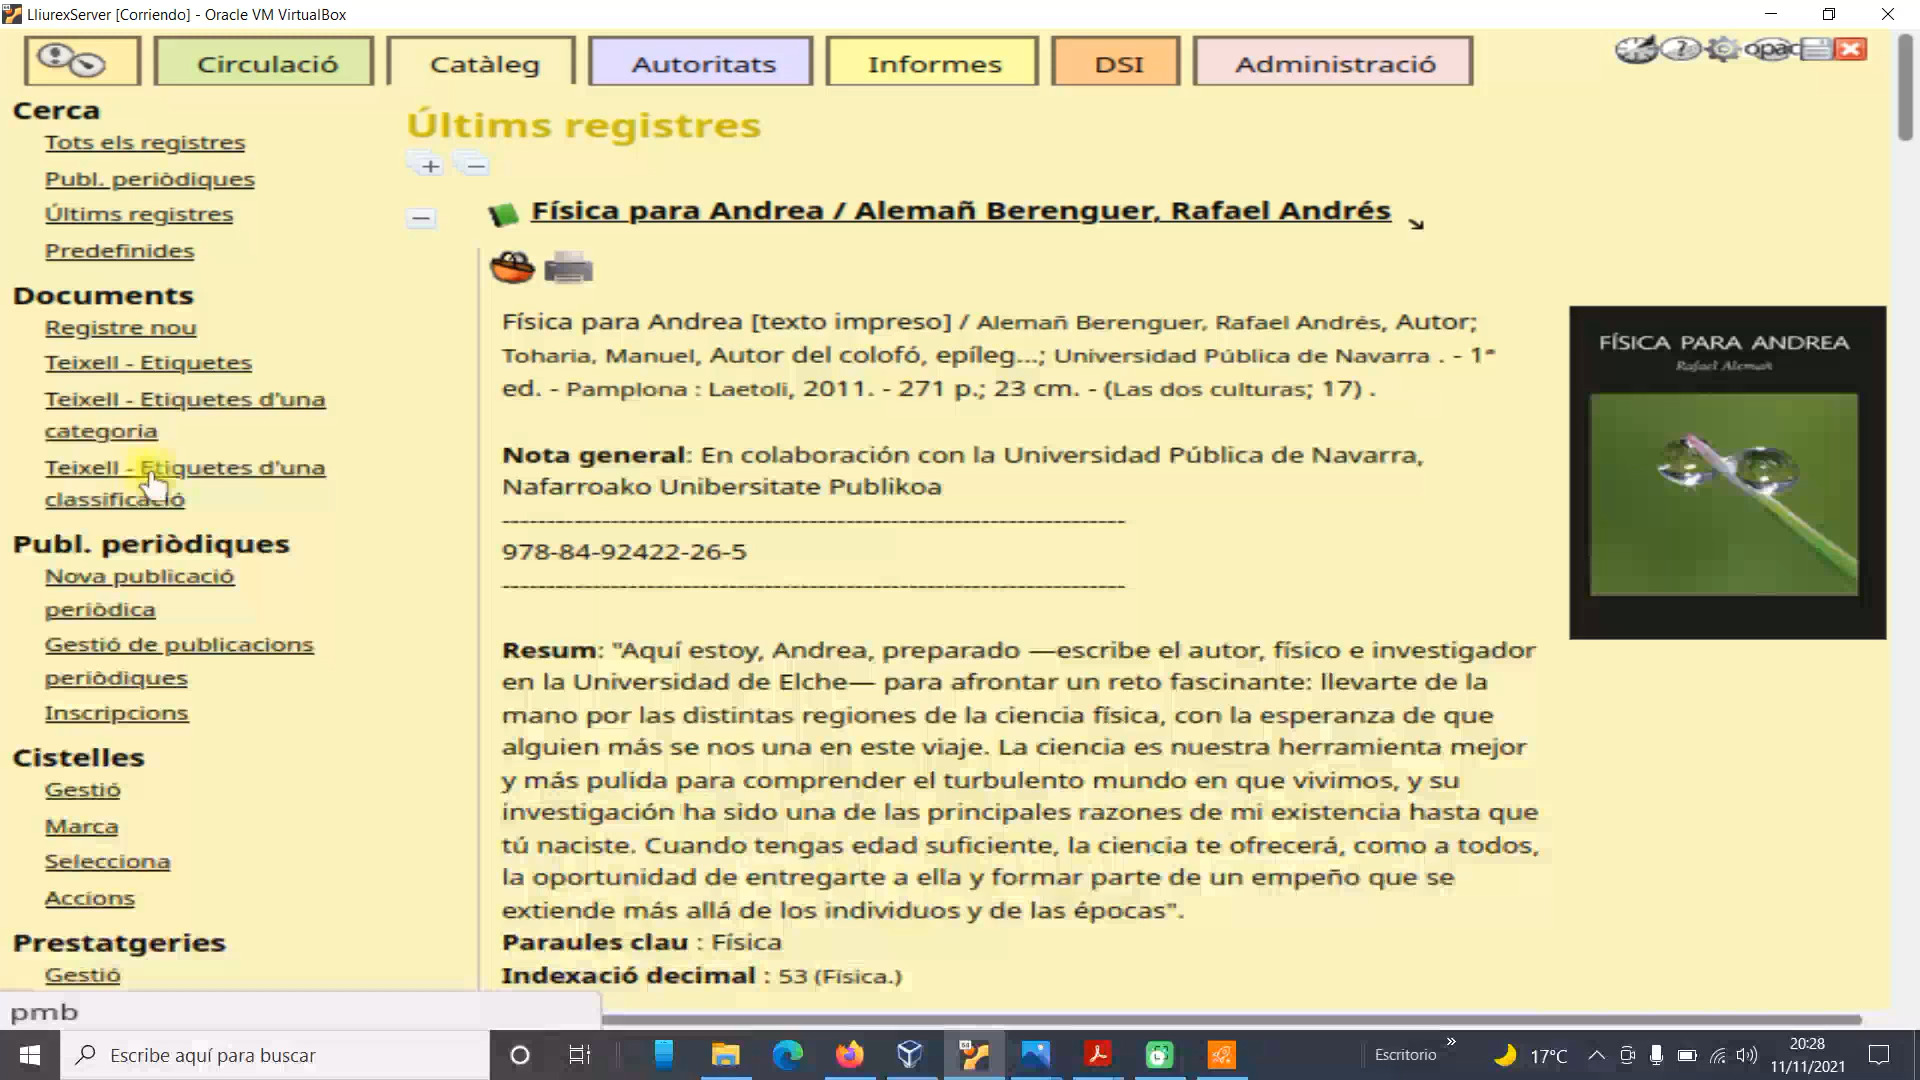 LliurexServer [Corriendo] - Oracle VM VirtualBox
Circulació
Catàleg
Autoritats
Informes
DSI
Administració
opac
Cerca
Tots els registres
Publ. periòdiques
Últims registres
Predefinides
Documents
Registre nou
Teixell - Etiquetes
Teixell - Etiquetes d'una
categoria
Teixell - Etiquetes d'una
classificació
Publ. periòdiques
Nova publicació
periòdica
Gestió de publicacions
periòdiques
Inscripcions
Cistelles
Gestió
Marca
Selecciona
Accions
Prestatgeries
Gestió
pmb
Últims registres
Física para Andrea / Alemañ Berenguer, Rafael Andrés
Física para Andrea [texto impreso] / Alemañ Berenguer, Rafael Andrés, Autor;
Toharia, Manuel, Autor del colofó, epíleg...; Universidad Pública de Navarra . - 1ª
ed. - Pamplona : Laetoli, 2011. - 271 p.; 23 cm. - (Las dos culturas; 17) .
Nota general: En colaboración con la Universidad Pública de Navarra,
Nafarroako Unibersitate Publikoa
978-84-92422-26-5
Resum: "Aquí estoy, Andrea, preparado —escribe el autor, físico e investigador
en la Universidad de Elche— para afrontar un reto fascinante: llevarte de la
mano por las distintas regiones de la ciencia física, con la esperanza de que
alguien más se nos una en este viaje. La ciencia es nuestra herramienta mejor
y más pulida para comprender el turbulento mundo en que vivimos, y su
investigación ha sido una de las principales razones de mi existencia hasta que
tú naciste. Cuando tengas edad suficiente, la ciencia te ofrecerá, como a todos,
la oportunidad de entregarte a ella y formar parte de un empeño que se
extiende más allá de los individuos y de las épocas".
Paraules clau : Física
Indexació decimal : 53 (Física.)
FÍSICA PARA ANDREA
Rafael Alemañ
Escribe aquí para buscar
Escritorio
17°C
20:28
11/11/2021